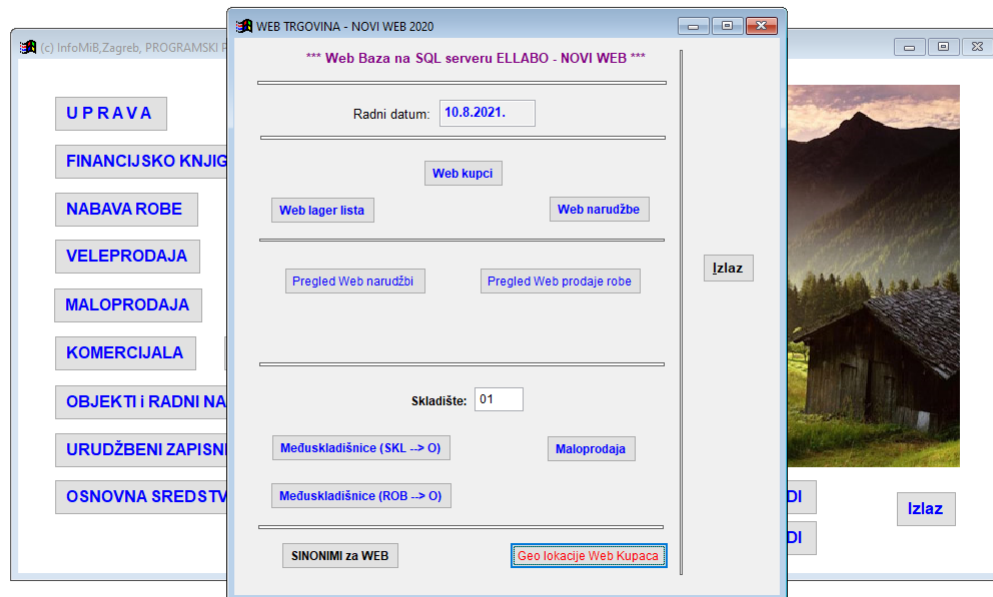 WEB TRGOVINA - NOVI WEB 2020
(c) InfoMiB,Zagreb, PROGRAMSKI
*** Web Baza na SQL serveru ELLABO - NOVI WEB ***
Radni datum: 10.8.2021.
Web kupci
Web lager lista
Web narudžbe
Pregled Web narudžbi
Pregled Web prodaje robe
Izlaz
Skladište: 01
Međuskladišnice (SKL --> O)
Maloprodaja
Međuskladišnice (ROB --> O)
SINONIMI za WEB
Geo lokacije Web Kupaca
U P R A V A
FINANCIJSKO KNJIG
NABAVA ROBE
VELEPRODAJA
MALOPRODAJA
KOMERCIJALA
OBJEKTI i RADNI NA
URUDŽBENI ZAPISNI
OSNOVNA SREDSTV
DI
DI
Izlaz